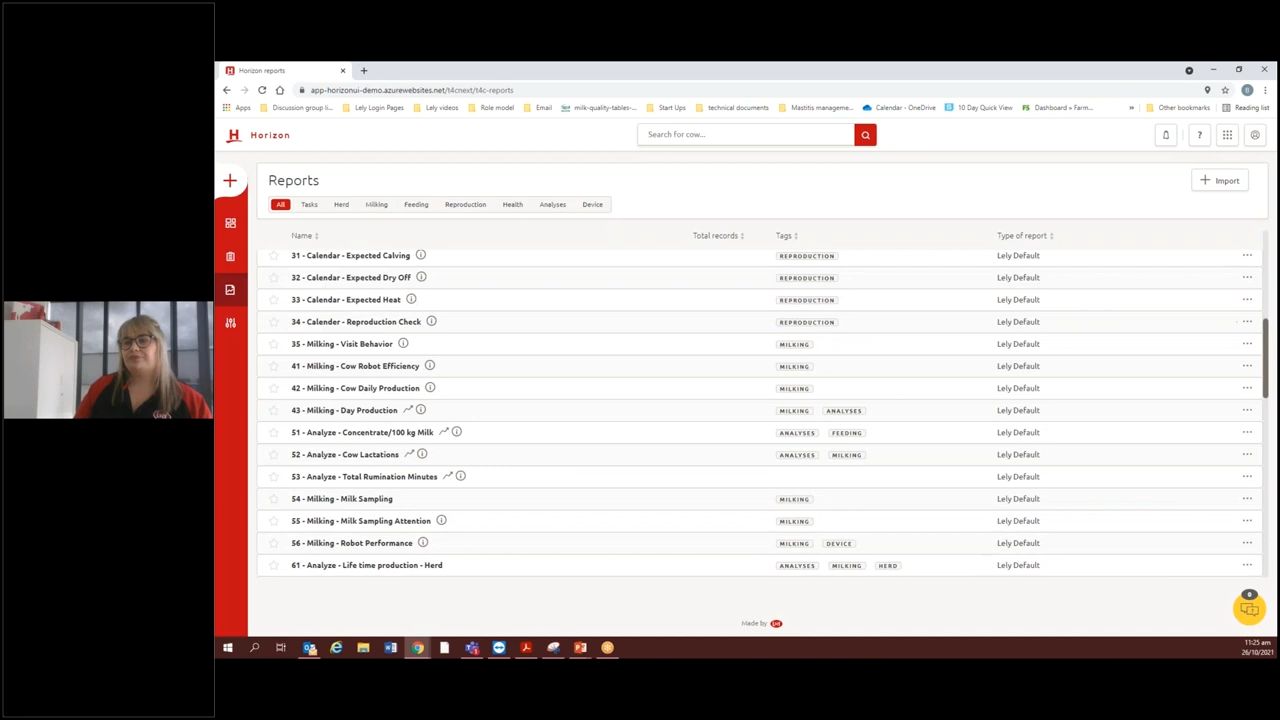 Horizon reports
app-horizonui-demo.azurewebsites.net/t4cnext/t4c-reports
Apps Discussion group li... Lely Login Pages Lely videos Role model Email milk-quality-tables-... Start Ups technical documents Mastitis manageme... Calendar - OneDrive 10 Day Quick View Dashboard » Farm... » Other bookmarks Reading list
Horizon
Search for cow...
?
Reports
+ Import
All Tasks Herd Milking Feeding Reproduction Health Analyses Device
Name Total records Tags Type of report
31 - Calendar - Expected Calving REPRODUCTION Lely Default
32 - Calendar - Expected Dry Off REPRODUCTION Lely Default
33 - Calendar - Expected Heat REPRODUCTION Lely Default
34 - Calender - Reproduction Check REPRODUCTION Lely Default
35 - Milking - Visit Behavior MILKING Lely Default
41 - Milking - Cow Robot Efficiency MILKING Lely Default
42 - Milking - Cow Daily Production MILKING Lely Default
43 - Milking - Day Production MILKING ANALYSES Lely Default
51 - Analyze - Concentrate/100 kg Milk ANALYSES FEEDING Lely Default
52 - Analyze - Cow Lactations ANALYSES MILKING Lely Default
53 - Analyze - Total Rumination Minutes Lely Default
54 - Milking - Milk Sampling MILKING Lely Default
55 - Milking - Milk Sampling Attention MILKING Lely Default
56 - Milking - Robot Performance MILKING DEVICE Lely Default
61 - Analyze - Life time production - Herd ANALYSES MILKING HERD Lely Default
0
Made by
11:25 am
26/10/2021